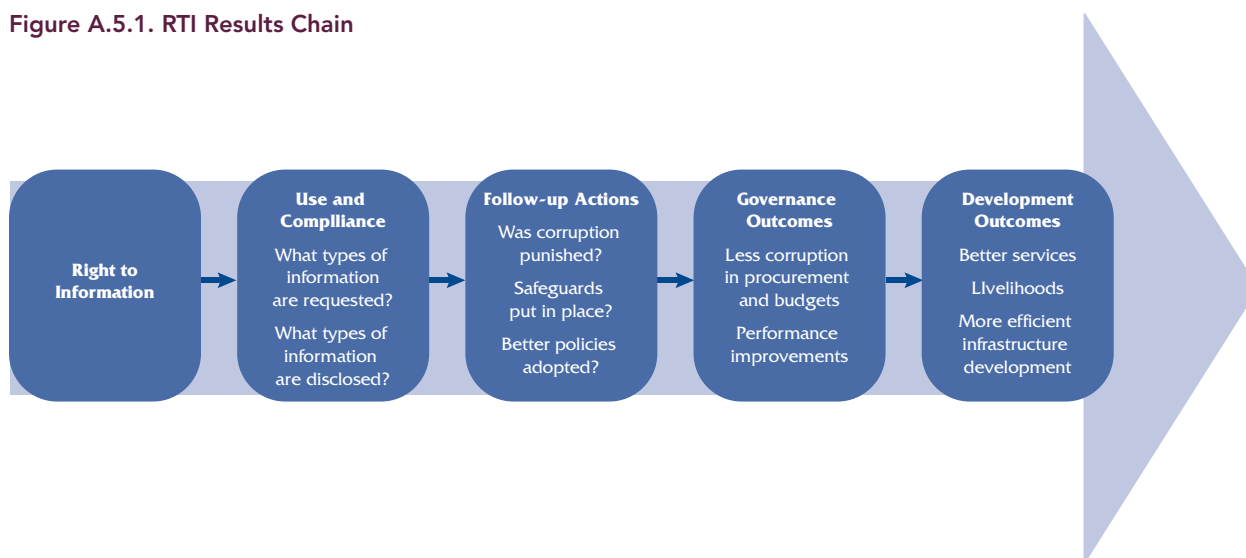 Figure A.5.1. RTI Results Chain
Right to
Information
Use and
Complliance
What types of
information
are requested?
What types of
information
are disclosed?
Follow-up Actions
Was corruption
punished?
Safeguards
put in place?
Better policies
adopted?
Governance
Outcomes
Less corruption
in procurement
and budgets
Performance
improvements
Development
Outcomes
Better services
LIvelihoods
More efficient
infrastructure
development